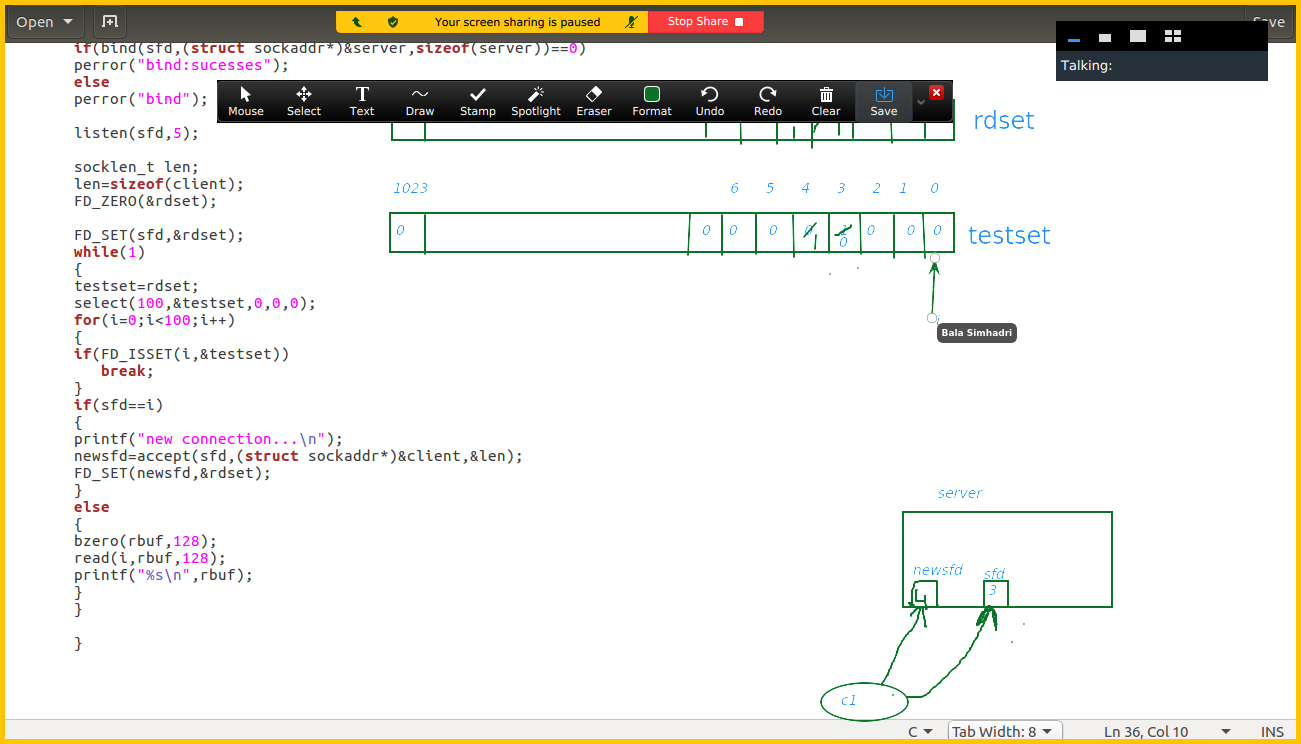 Open
Your screen sharing is paused
Stop Share
Save
Talking:
if(bind(sfd,(struct sockaddr*)&server,sizeof(server))==0)
perror("bind:sucesses");
else
perror("bind");
Mouse Select Text Draw Stamp Spotlight Eraser Format Undo Redo Clear Save
rdset
listen(sfd,5);
socklen_t len;
len=sizeof(client);
FD_ZERO(&rdset);
1023 6 5 4 3 2 1 0
FD_SET(sfd,&rdset);
0 0 0 0 0 1 1 0 0 0 0 testset
while(1)
{
testset=rdset;
select(100,&testset,0,0,0);
for(i=0;i<100;i++)
i
Bala Simhadri
{
if(FD_ISSET(i,&testset))
break;
}
if(sfd==i)
{
printf("new connection...\n");
newsfd=accept(sfd,(struct sockaddr*)&client,&len);
FD_SET(newsfd,&rdset);
}
else
{
bzero(rbuf,128);
read(i,rbuf,128);
printf("%s\n",rbuf);
}
}
}
server
newsfd sfd
4 3
c1
C Tab Width: 8 Ln 36, Col 10 INS